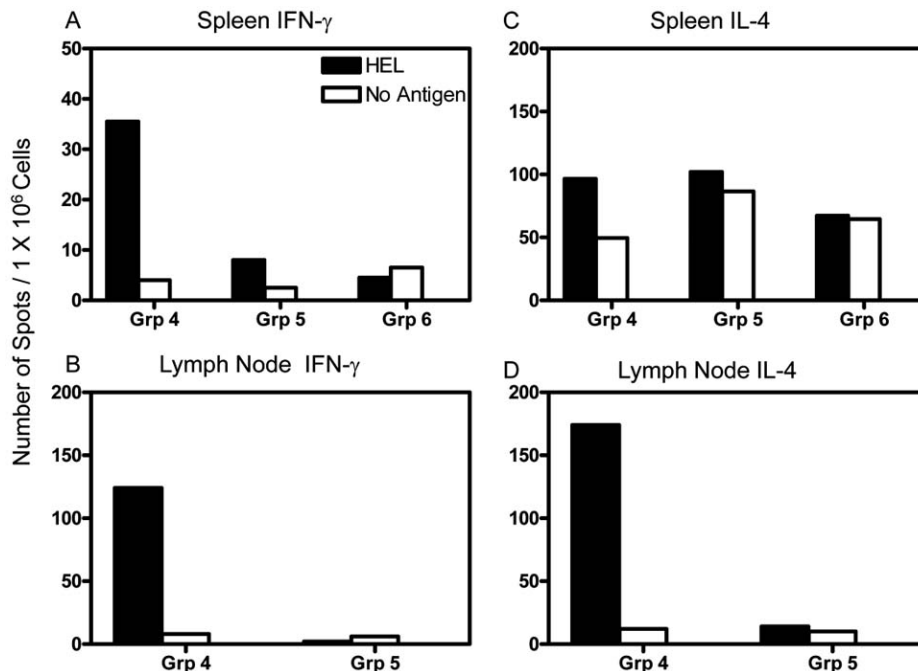 Number of Spots / 1 X 10⁶ Cells
A
Spleen IFN-γ
50
40
30
20
10
0
HEL
No Antigen
Grp 4
Grp 5
Grp 6
C
Spleen IL-4
200
150
100
50
0
Grp 4
Grp 5
Grp 6
B
Lymph Node IFN-γ
200
150
100
50
0
Grp 4
Grp 5
D
Lymph Node IL-4
200
150
100
50
0
Grp 4
Grp 5